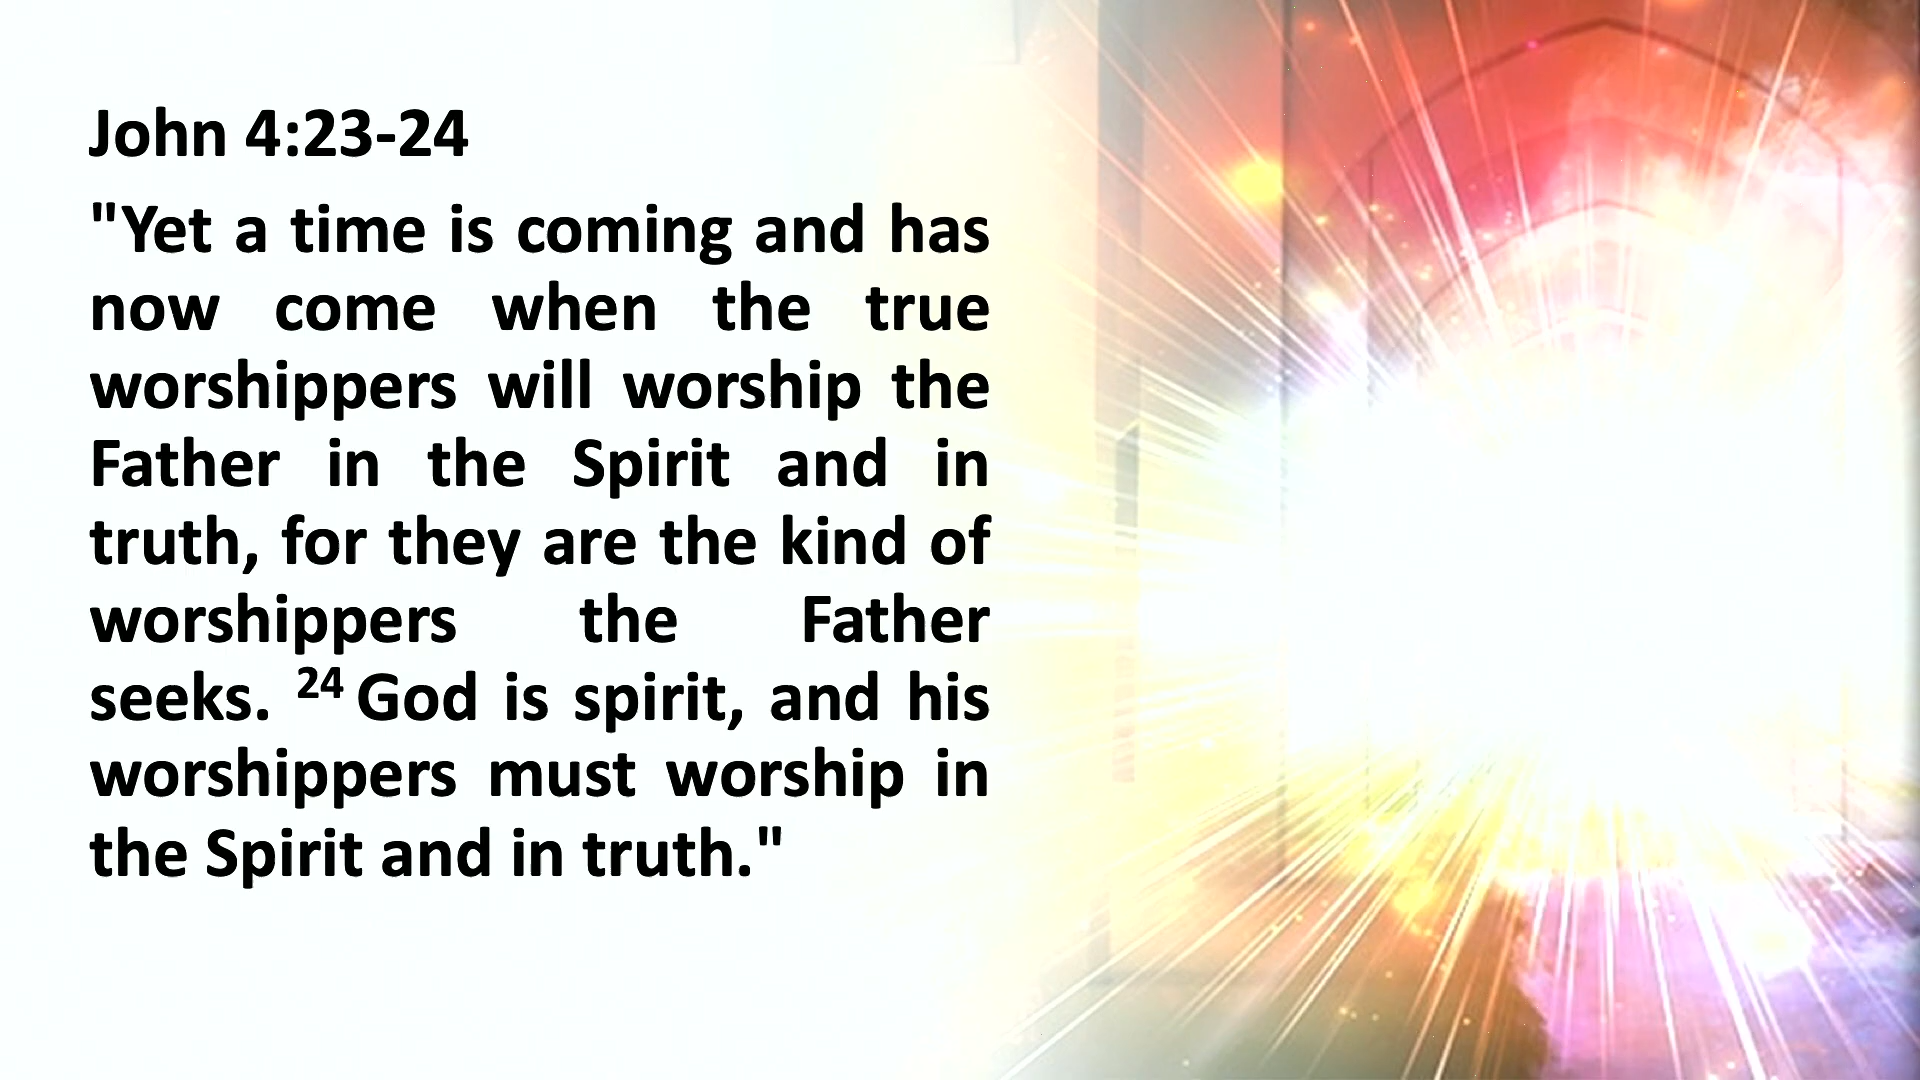 John 4:23-24
"Yet a time is coming and has
now come when the true
worshippers will worship the
Father in the Spirit and in
truth, for they are the kind of
worshippers the Father
seeks. 24 God is spirit, and his
worshippers must worship in
the Spirit and in truth."